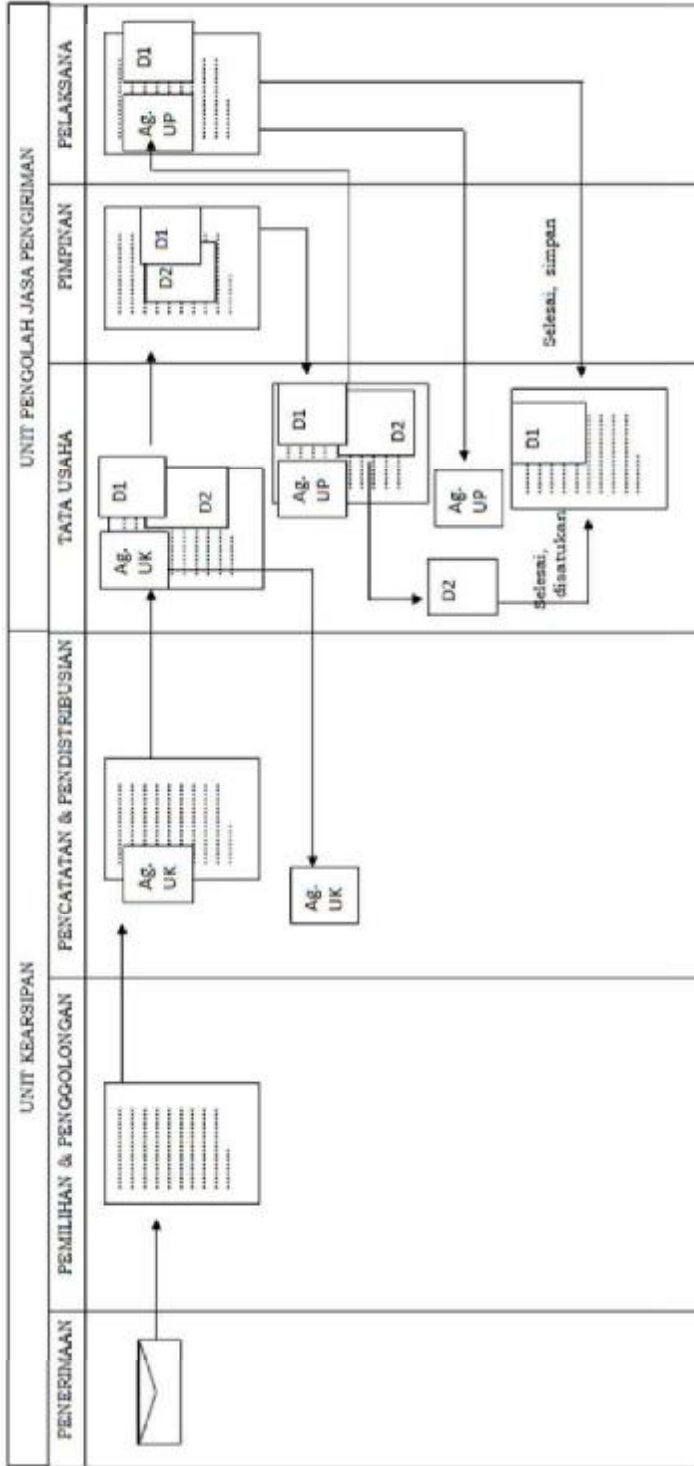 UNIT KEARSIPAN
UNIT PENGOLAH JASA PENGIRIMAN
PENERIMAAN
PEMILIHAN & PENGGOLONGAN
PENCATATAN & PENDISTRIBUSIAN
TATA USAHA
PIMPINAN
PELAKSANA
Ag.
UK
Ag.
UK
D1
D2
D2
D1
Ag.
UP
D1
Ag.
UK
Ag.
UP
D1
D2
D2
Ag.
UP
Selesai,
disatukan
D1
Selesai, simpan